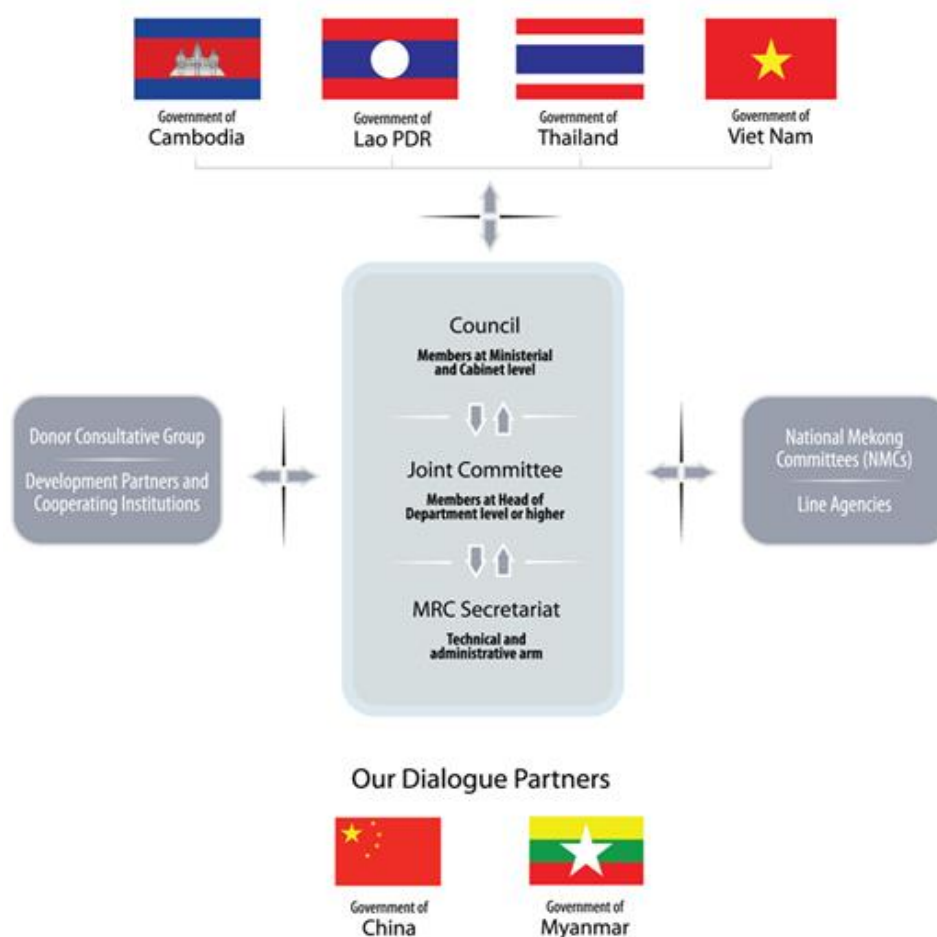 Government of
Cambodia
Government of
Lao PDR
Government of
Thailand
Government of
Viet Nam
Council
Members at Ministerial
and Cabinet level
Donor Consultative Group
Development Partners and
Cooperating Institutions
Joint Committee
Members at Head of
Department level or higher
National Mekong
Committees (NMCs)
Line Agencies
MRC Secretariat
Technical and
administrative arm
Our Dialogue Partners
Government of
China
Government of
Myanmar